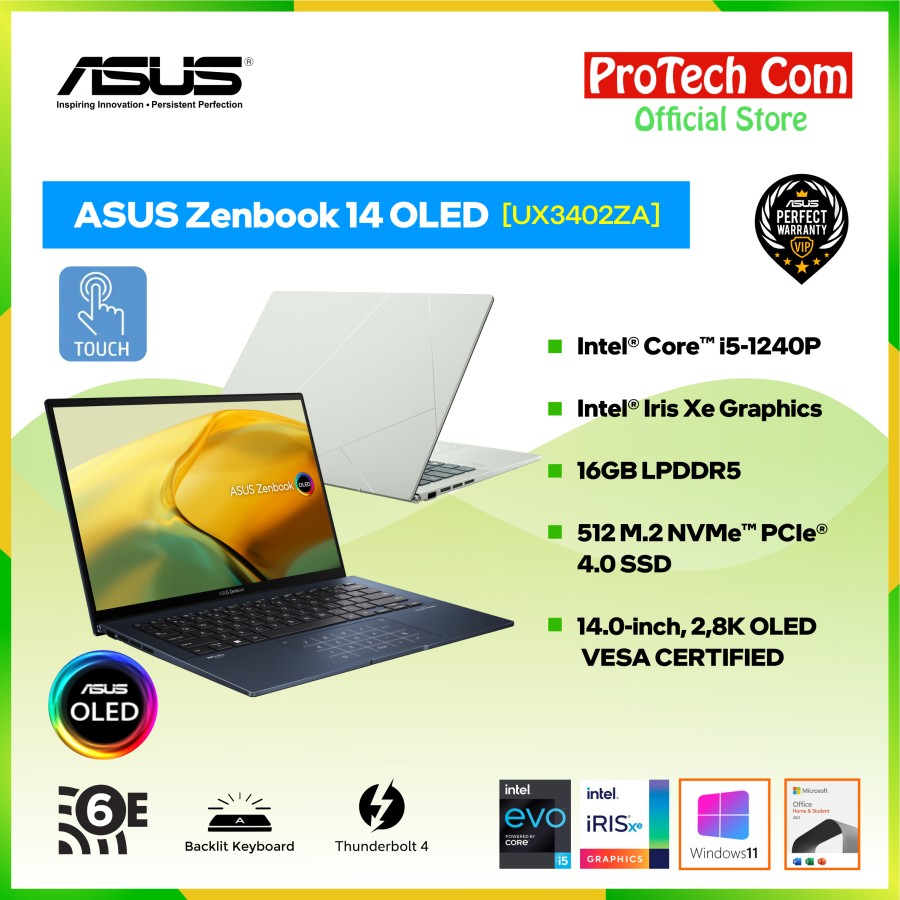 ASUS®
Inspiring Innovation • Persistent Perfection
ProTech Com
Official Store
ASUS Zenbook 14 OLED [UX3402ZA]
ASUS
PERFECT
WARRANTY
VIP
TOUCH
Intel® Core™ i5-1240P
Intel® Iris Xe Graphics
16GB LPDDR5
512 M.2 NVMe™ PCIe®
4.0 SSD
14.0-inch, 2,8K OLED
VESA CERTIFIED
ASUS Zenbook OLED
ASUS Zenbook
ASUS
OLED
6E
Backlit Keyboard
Thunderbolt 4
intel
evo
POWERED BY
CORE
i5
intel.
iRISxe
GRAPHICS
Windows11
Microsoft
Office
Home & Student